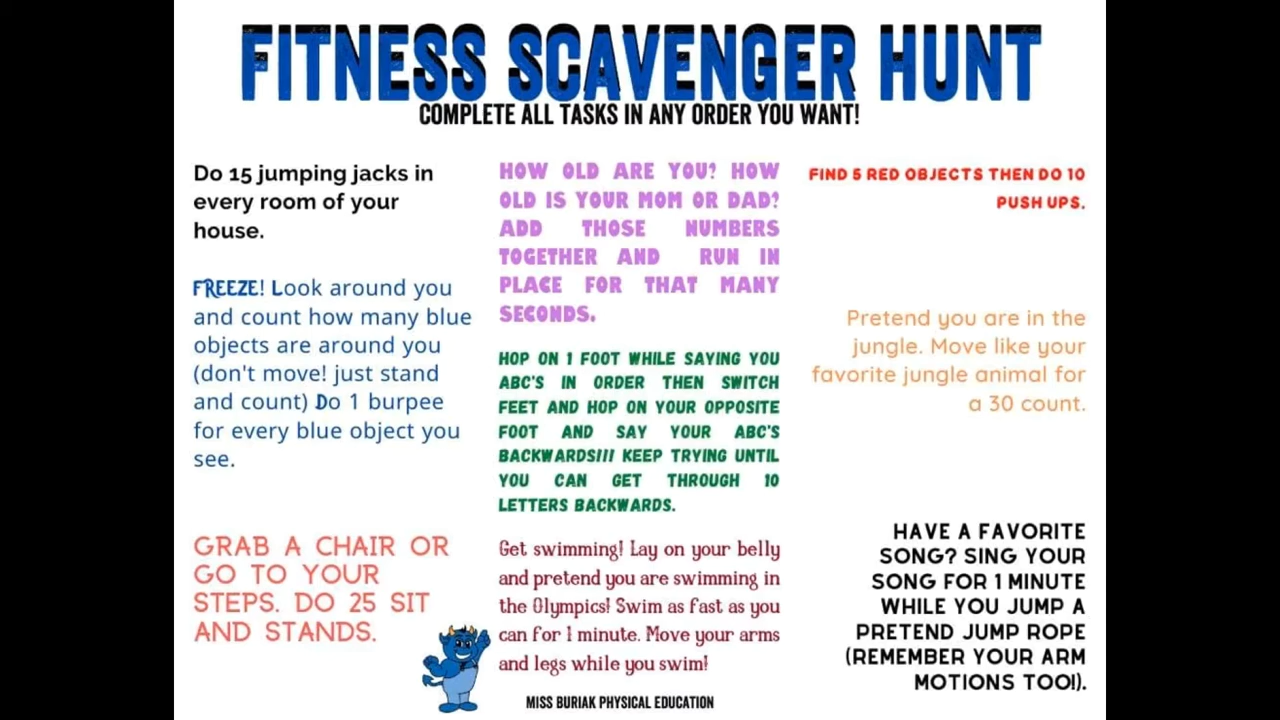 FITNESS SCAVENGER HUNT
COMPLETE ALL TASKS IN ANY ORDER YOU WANT!
Do 15 jumping jacks in
every room of your
house.
FREEZE! Look around you
and count how many blue
objects are around you
(don't move! just stand
and count) Do 1 burpee
for every blue object you
see.
GRAB A CHAIR OR
GO TO YOUR
STEPS. DO 25 SIT
AND STANDS.
HOW OLD ARE YOU? HOW
OLD IS YOUR MOM OR DAD?
ADD THOSE NUMBERS
TOGETHER AND RUN IN
PLACE FOR THAT MANY
SECONDS.
HOP ON 1 FOOT WHILE SAYING YOU
ABC'S IN ORDER THEN SWITCH
FEET AND HOP ON YOUR OPPOSITE
FOOT AND SAY YOUR ABC'S
BACKWARDS!!! KEEP TRYING UNTIL
YOU CAN GET THROUGH 10
LETTERS BACKWARDS.
Get swimming! Lay on your belly
and pretend you are swimming in
the Olympics! Swim as fast as you
can for 1 minute. Move your arms
and legs while you swim!
MISS BURIAK PHYSICAL EDUCATION
FIND 5 RED OBJECTS THEN DO 10
PUSH UPS.
Pretend you are in the
jungle. Move like your
favorite jungle animal for
a 30 count.
HAVE A FAVORITE
SONG? SING YOUR
SONG FOR 1 MINUTE
WHILE YOU JUMP A
PRETEND JUMP ROPE
(REMEMBER YOUR ARM
MOTIONS TOO!).